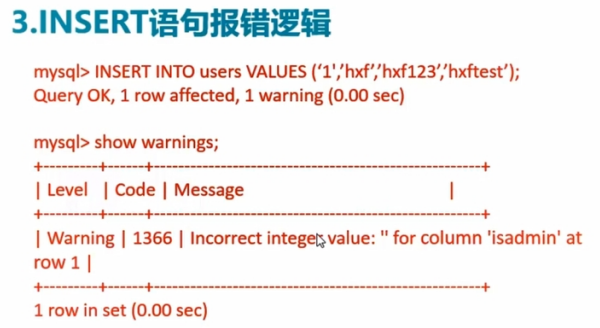 3.INSERT语句报错逻辑
mysql> INSERT INTO users VALUES (‘1’,’hxf’,’hxf123’,’hxftest’);
Query OK, 1 row affected, 1 warning (0.00 sec)
mysql> show warnings;
+---------+------+--------------------------------------------------+
| Level | Code | Message |
+---------+------+--------------------------------------------------+
| Warning | 1366 | Incorrect integer value: '' for column 'isadmin' at
row 1 |
+---------+------+--------------------------------------------------+
1 row in set (0.00 sec)